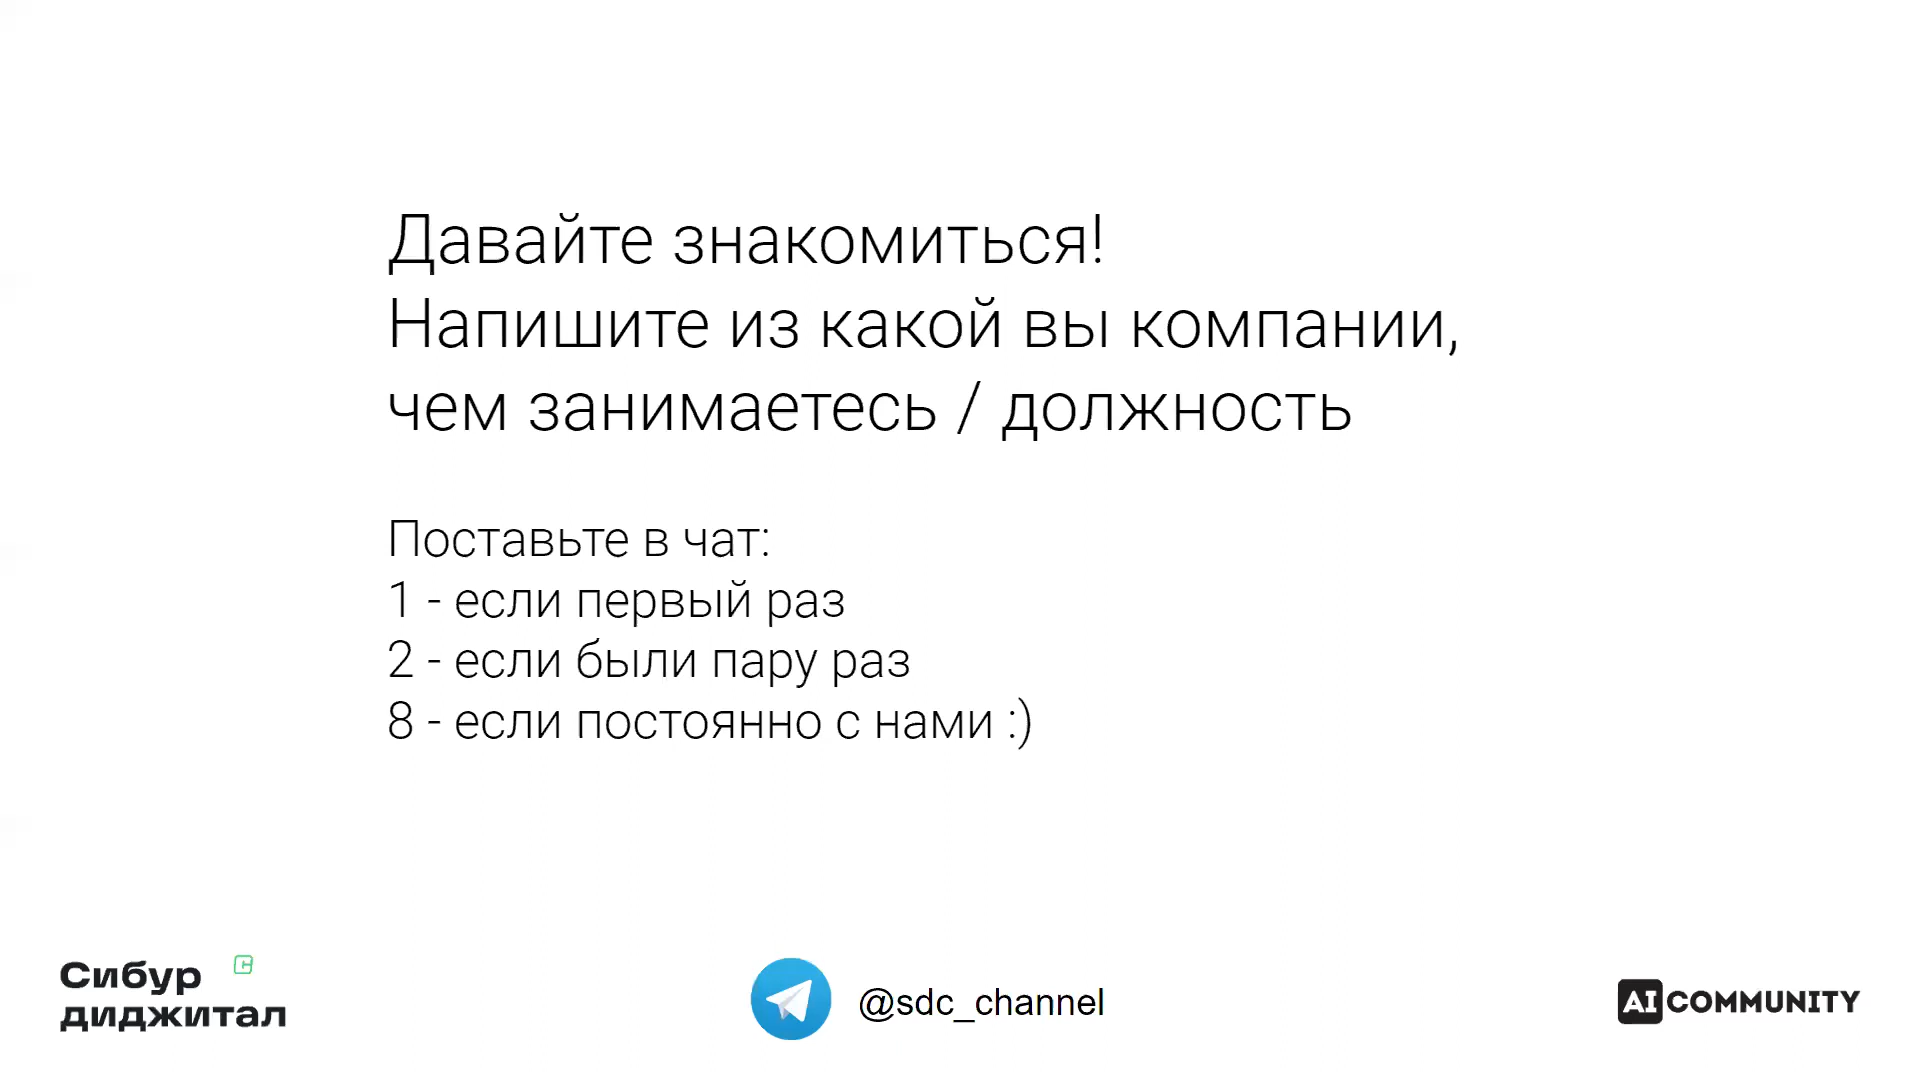 Давайте знакомиться!
Напишите из какой вы компании,
чем занимаетесь / должность
Поставьте в чат:
1 - если первый раз
2 - если были пару раз
8 - если постоянно с нами :)
Сибур
диджитал
@sdc_channel
AI COMMUNITY